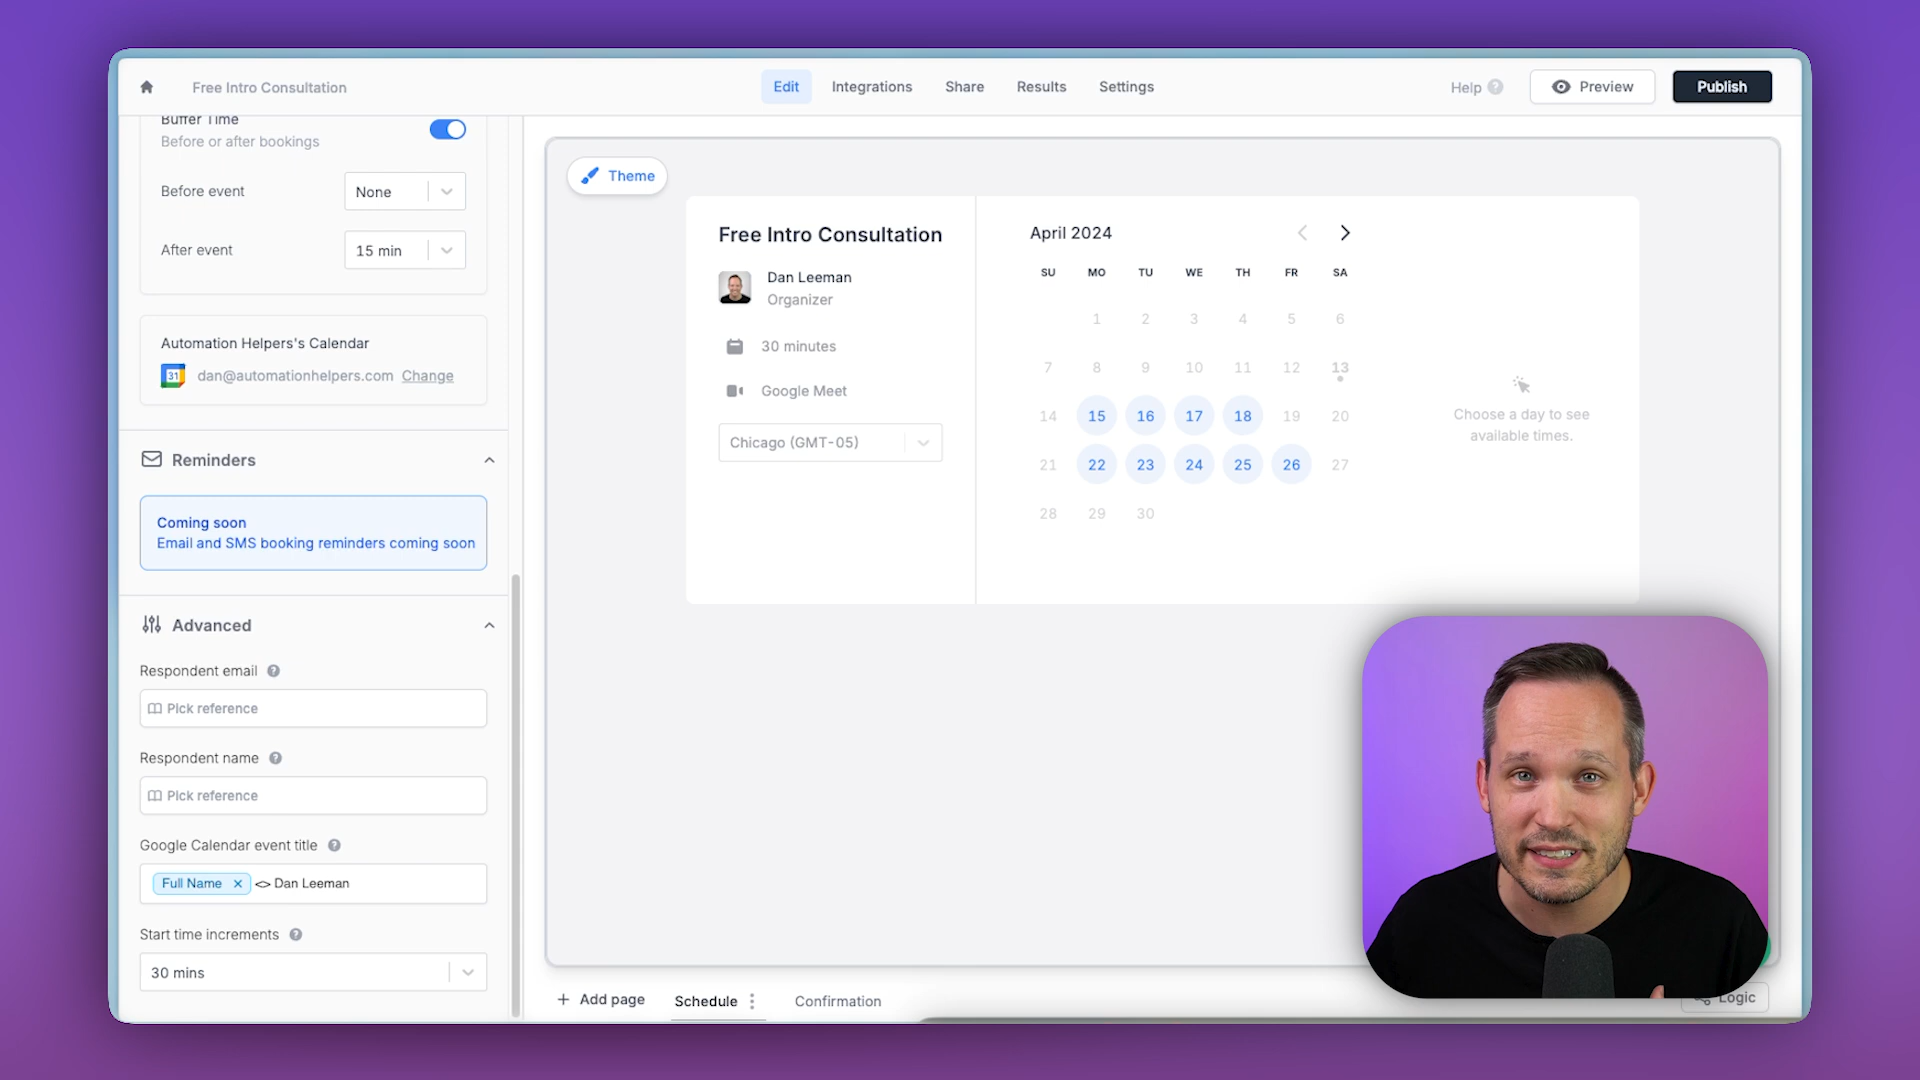 Free Intro Consultation
Edit
Integrations
Share
Results
Settings
Help ?
Preview
Publish
Buffer Time
Before or after bookings
Before event
None
After event
15 min
Automation Helpers's Calendar
31
dan@automationhelpers.com Change
Reminders
Coming soon
Email and SMS booking reminders coming soon
Advanced
Respondent email ?
Pick reference
Respondent name ?
Pick reference
Google Calendar event title ?
Full Name × <> Dan Leeman
Start time increments ?
30 mins
Theme
Free Intro Consultation
Dan Leeman
Organizer
30 minutes
Google Meet
Chicago (GMT-05)
April 2024
SU MO TU WE TH FR SA
1 2 3 4 5 6
7 8 9 10 11 12 13
14 15 16 17 18 19 20
21 22 23 24 25 26 27
28 29 30
Choose a day to see
available times.
+ Add page
Schedule
Confirmation
Logic